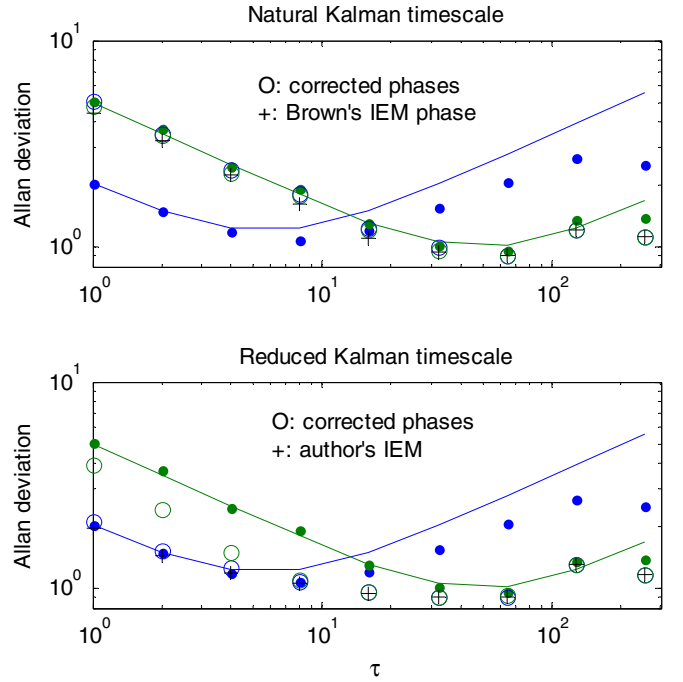 Natural Kalman timescale
10^1
O: corrected phases
+: Brown's IEM phase
Allan deviation
10^0
10^0
10^1
10^2
Reduced Kalman timescale
10^1
O: corrected phases
+: author's IEM
Allan deviation
10^0
10^0
10^1
10^2
τ